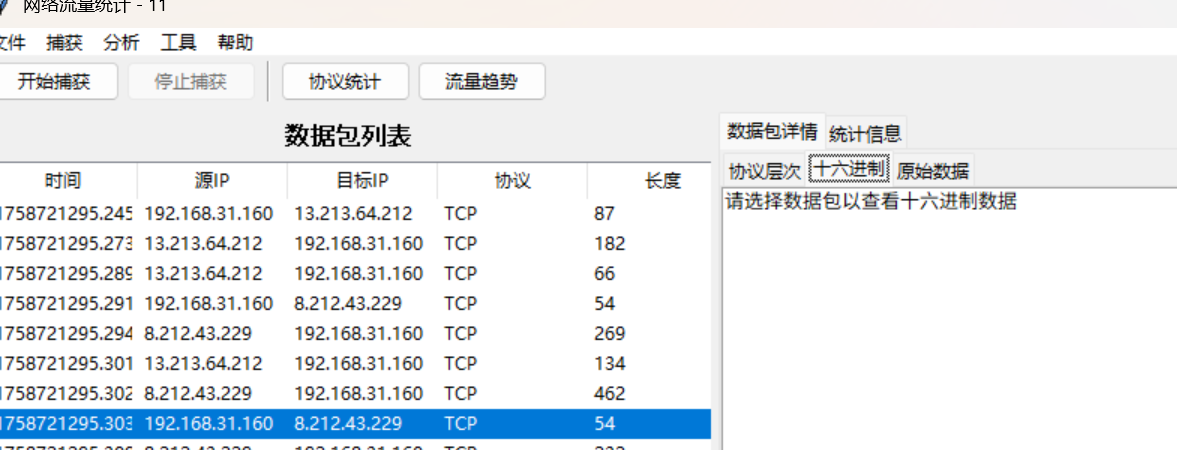 网络流量统计 - 11
文件 捕获 分析 工具 帮助
开始捕获 停止捕获 协议统计 流量趋势
数据包列表
时间 源IP 目标IP 协议 长度
1758721295.245 192.168.31.160 13.213.64.212 TCP 87
1758721295.273 13.213.64.212 192.168.31.160 TCP 182
1758721295.289 13.213.64.212 192.168.31.160 TCP 66
1758721295.291 192.168.31.160 8.212.43.229 TCP 54
1758721295.294 8.212.43.229 192.168.31.160 TCP 269
1758721295.301 13.213.64.212 192.168.31.160 TCP 134
1758721295.302 8.212.43.229 192.168.31.160 TCP 462
1758721295.303 192.168.31.160 8.212.43.229 TCP 54
数据包详情 统计信息
协议层次 十六进制 原始数据
请选择数据包以查看十六进制数据